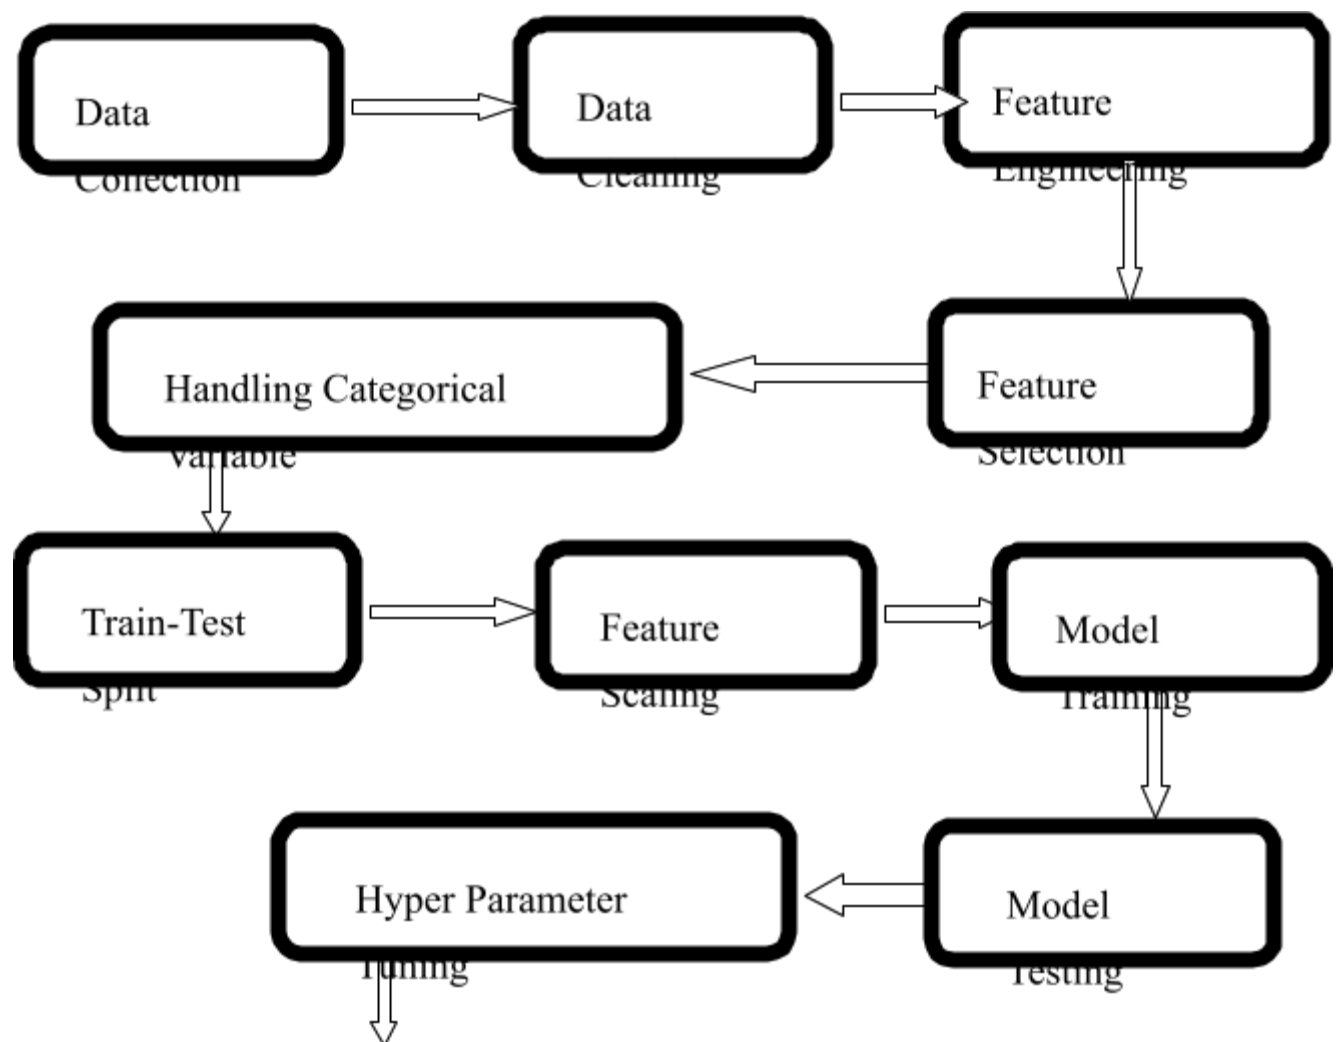 Data
Collection
Data
Cleaning
Feature
Engineering
Handling Categorical
Variable
Feature
Selection
Train-Test
Split
Feature
Scaling
Model
Training
Hyper Parameter
Tuning
Model
Testing